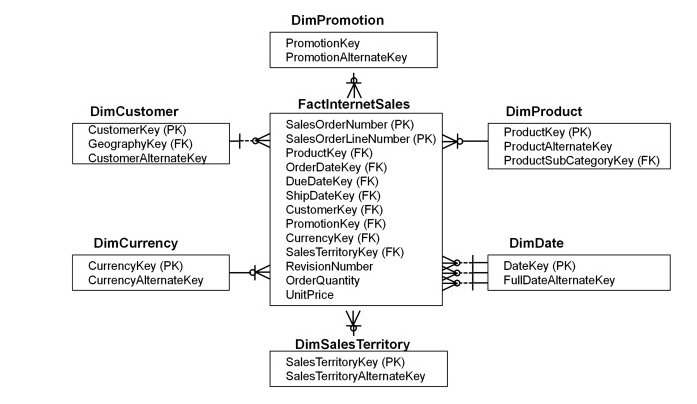 DimPromotion
PromotionKey
PromotionAlternateKey
DimCustomer
CustomerKey (PK)
GeographyKey (FK)
CustomerAlternateKey
FactInternetSales
SalesOrderNumber (PK)
SalesOrderLineNumber (PK)
ProductKey (FK)
OrderDateKey (FK)
DueDateKey (FK)
ShipDateKey (FK)
CustomerKey (FK)
PromotionKey (FK)
CurrencyKey (FK)
SalesTerritoryKey (FK)
RevisionNumber
OrderQuantity
UnitPrice
DimProduct
ProductKey (PK)
ProductAlternateKey
ProductSubCategoryKey (FK)
DimCurrency
CurrencyKey (PK)
CurrencyAlternateKey
DimDate
DateKey (PK)
FullDateAlternateKey
DimSalesTerritory
SalesTerritoryKey (PK)
SalesTerritoryAlternateKey